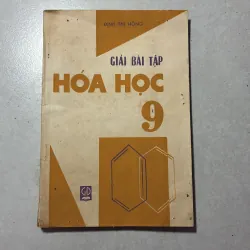 GIẢI BÀI TẬP
HÓA HỌC
9